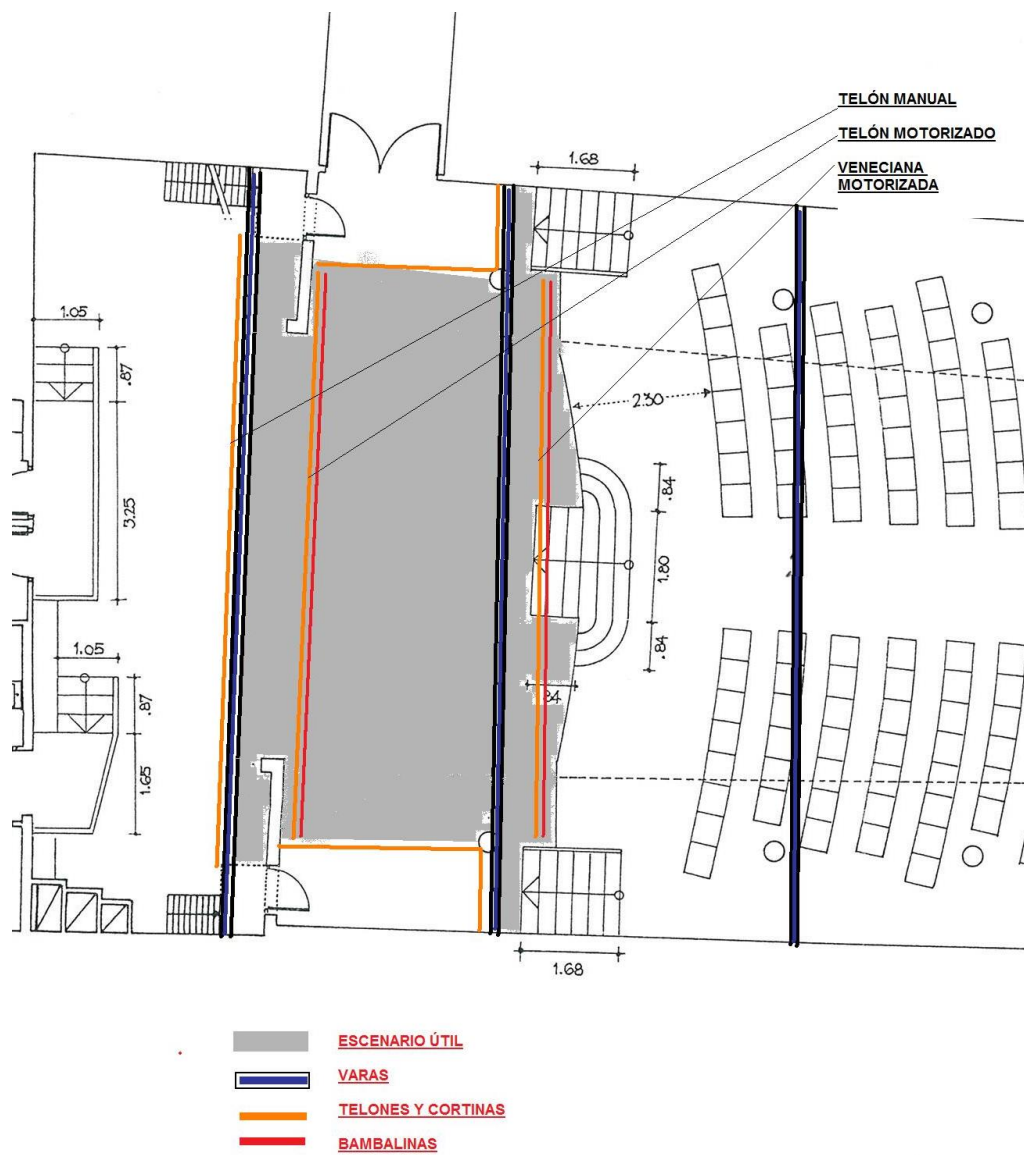 TELÓN MANUAL
TELÓN MOTORIZADO
VENECIANA
MOTORIZADA
1.68
1.05
.87
2.30
.84
3.25
1.80
1.05
.84
.87
.84
1.65
1.68
ESCENARIO ÚTIL
VARAS
TELONES Y CORTINAS
BAMBALINAS